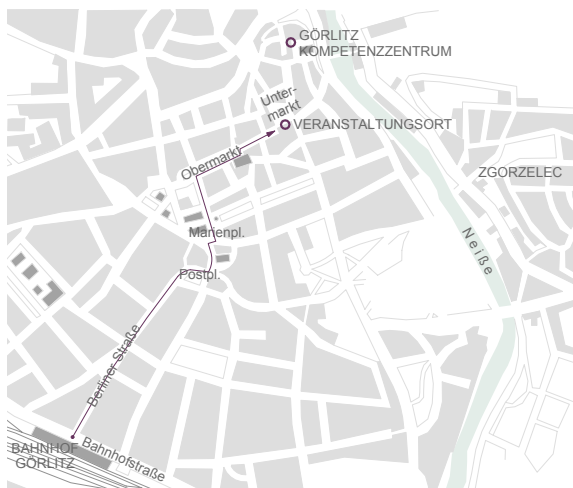 GÖRLITZ
KOMPETENZZENTRUM
Unter-
markt
VERANSTALTUNGSORT
Obermarkt
ZGORZELEC
Marienpl.
Neiße
Postpl.
Berliner Straße
BAHNHOF
GÖRLITZ
Bahnhofstraße